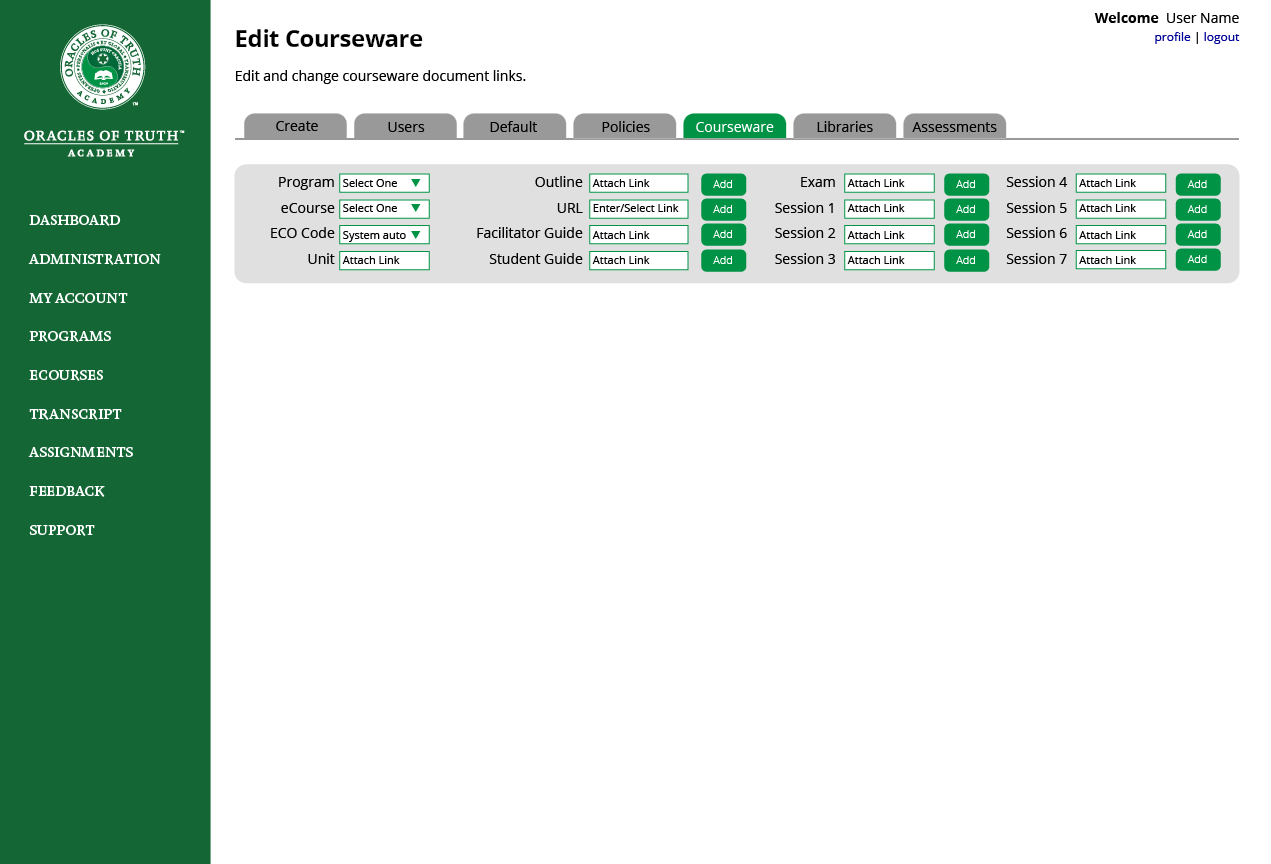 ORACLES OF TRUTH
ACADEMY
™
ORACLES OF TRUTH™
ACADEMY
DASHBOARD
ADMINISTRATION
MY ACCOUNT
PROGRAMS
ECOURSES
TRANSCRIPT
ASSIGNMENTS
FEEDBACK
SUPPORT
Welcome User Name
profile | logout
Edit Courseware
Edit and change courseware document links.
Create Users Default Policies Courseware Libraries Assessments
Program Select One ▼ Outline Attach Link Add Exam Attach Link Add Session 4 Attach Link Add
eCourse Select One ▼ URL Enter/Select Link Add Session 1 Attach Link Add Session 5 Attach Link Add
ECO Code System auto ▼ Facilitator Guide Attach Link Add Session 2 Attach Link Add Session 6 Attach Link Add
Unit Attach Link Student Guide Attach Link Add Session 3 Attach Link Add Session 7 Attach Link Add